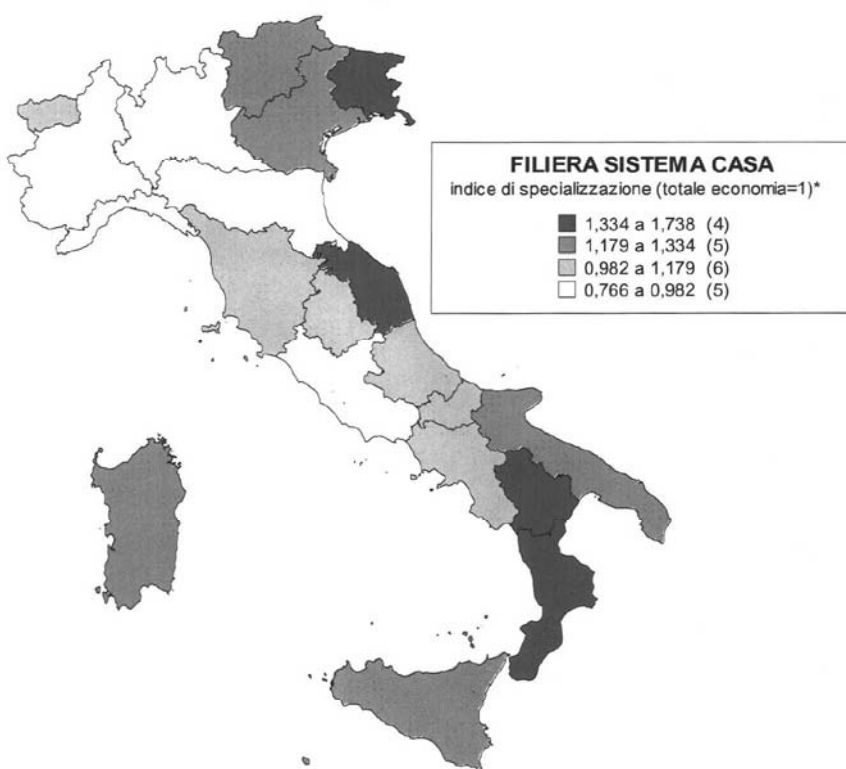 FILIERA SISTEMA CASA
indice di specializzazione (totale economia=1)*
1,334 a 1,738 (4)
1,179 a 1,334 (5)
0,982 a 1,179 (6)
0,766 a 0,982 (5)